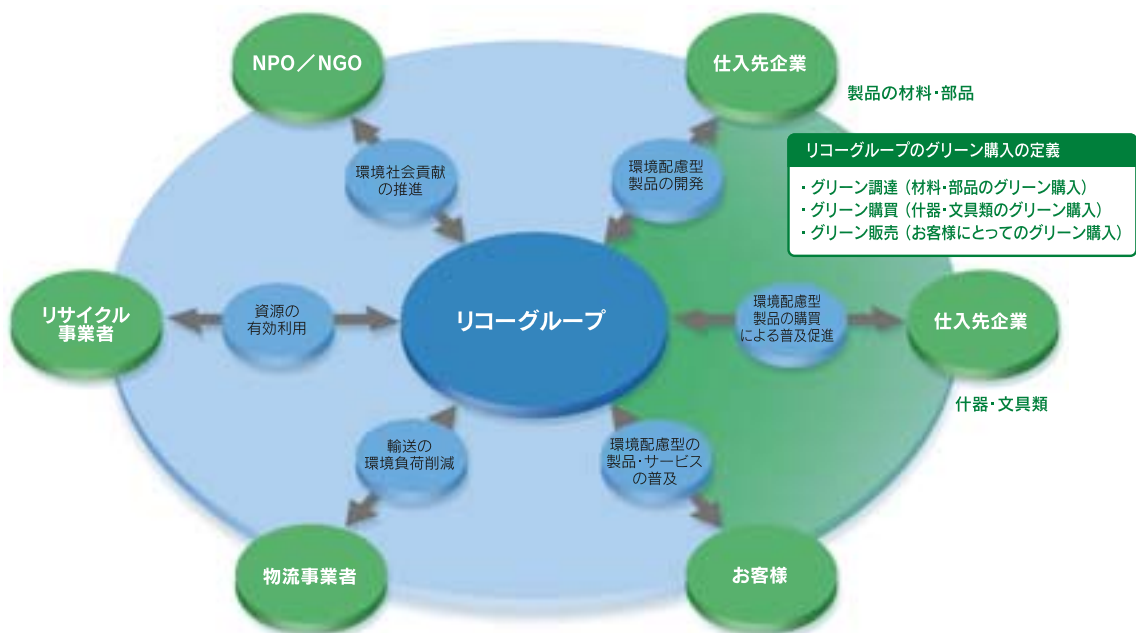 NPO／NGO
仕入先企業
製品の材料・部品
リコーグループのグリーン購入の定義
・グリーン調達（材料・部品のグリーン購入）
・グリーン購買（什器・文具類のグリーン購入）
・グリーン販売（お客様にとってのグリーン購入）
環境社会貢献
の推進
環境配慮型
製品の開発
リサイクル
事業者
資源の
有効利用
リコーグループ
環境配慮型
製品の購買
による普及促進
仕入先企業
什器・文具類
輸送の
環境負荷削減
環境配慮型の
製品・サービス
の普及
物流事業者
お客様